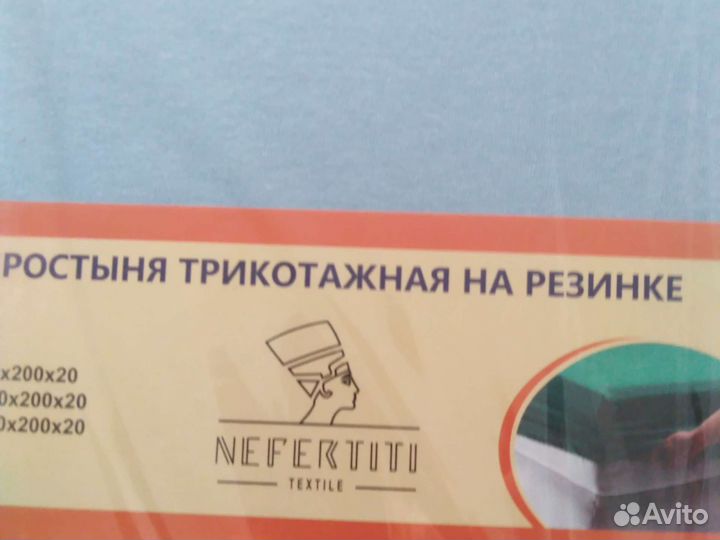 РОСТЫНЯ ТРИКОТАЖНАЯ НА РЕЗИНКЕ
x200x20
0x200x20
0x200x20
NEFERTITI
TEXTILE
Avito